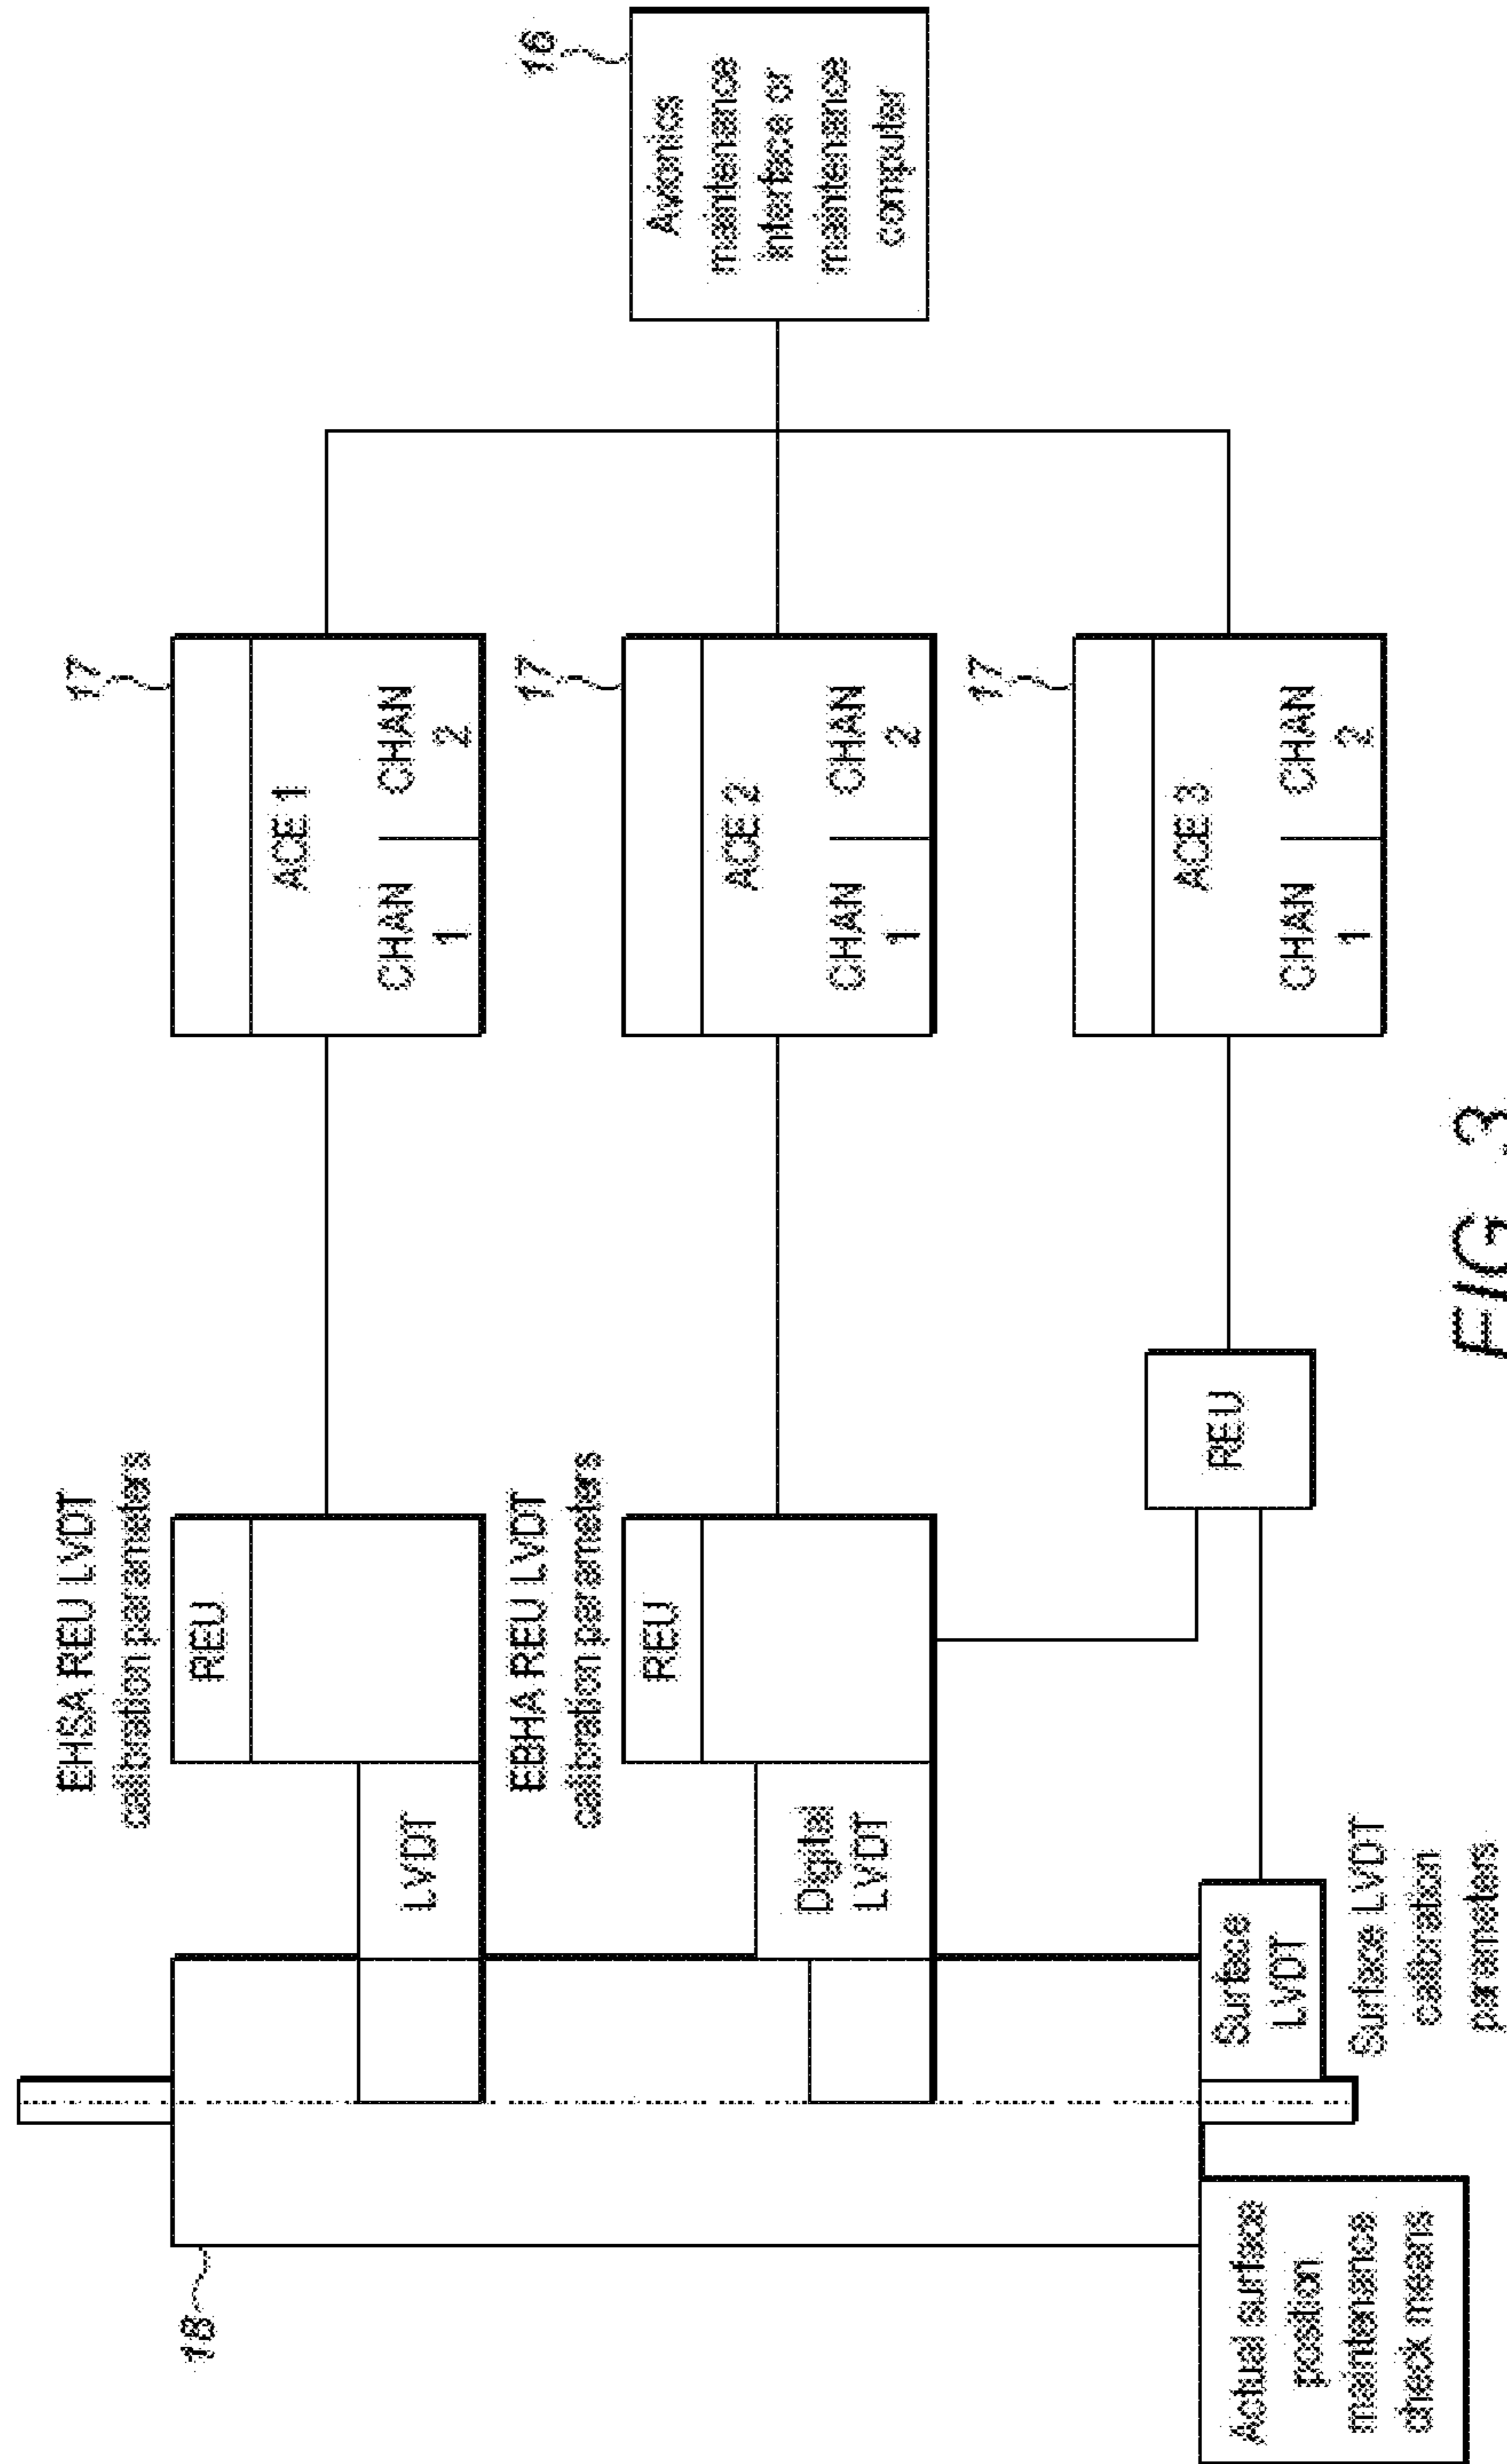 18
Actual surface
position
maintenance
check means
Surface
LVDT
Surface LVDT
calibration
parameters
LVDT
Digital
LVDT
EHSA REU LVDT
calibration parameters
REU
EBHA REU LVDT
calibration parameters
REU
REU
17
ACE 1
CHAN
1
CHAN
2
17
ACE 2
CHAN
1
CHAN
2
17
ACE 3
CHAN
1
CHAN
2
16
Avionics
maintenance
interface or
maintenance
computer
FIG. 3